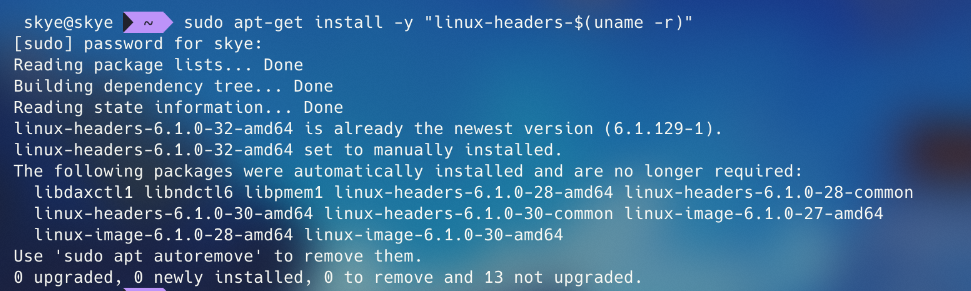 skye@skye ~ sudo apt-get install -y "linux-headers-$(uname -r)"
[sudo] password for skye:
Reading package lists... Done
Building dependency tree... Done
Reading state information... Done
linux-headers-6.1.0-32-amd64 is already the newest version (6.1.129-1).
linux-headers-6.1.0-32-amd64 set to manually installed.
The following packages were automatically installed and are no longer required:
  libdaxctl1 libndctl6 libpmem1 linux-headers-6.1.0-28-amd64 linux-headers-6.1.0-28-common
  linux-headers-6.1.0-30-amd64 linux-headers-6.1.0-30-common linux-image-6.1.0-27-amd64
  linux-image-6.1.0-28-amd64 linux-image-6.1.0-30-amd64
Use 'sudo apt autoremove' to remove them.
0 upgraded, 0 newly installed, 0 to remove and 13 not upgraded.